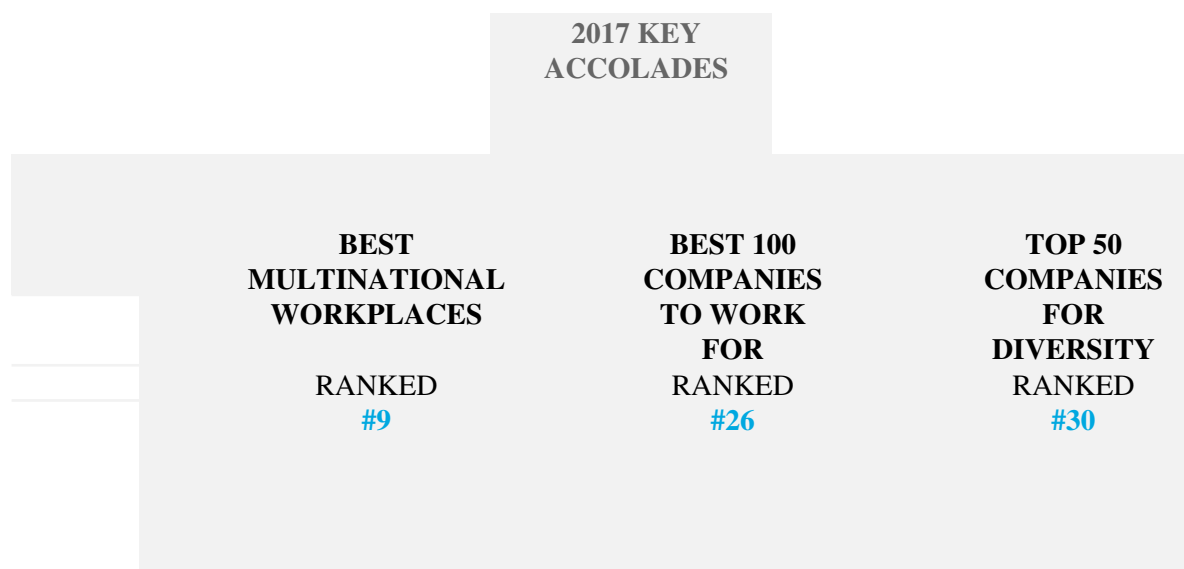 2017 KEY
ACCOLADES
BEST
MULTINATIONAL
WORKPLACES
RANKED
#9
BEST 100
COMPANIES
TO WORK
FOR
RANKED
#26
TOP 50
COMPANIES
FOR
DIVERSITY
RANKED
#30